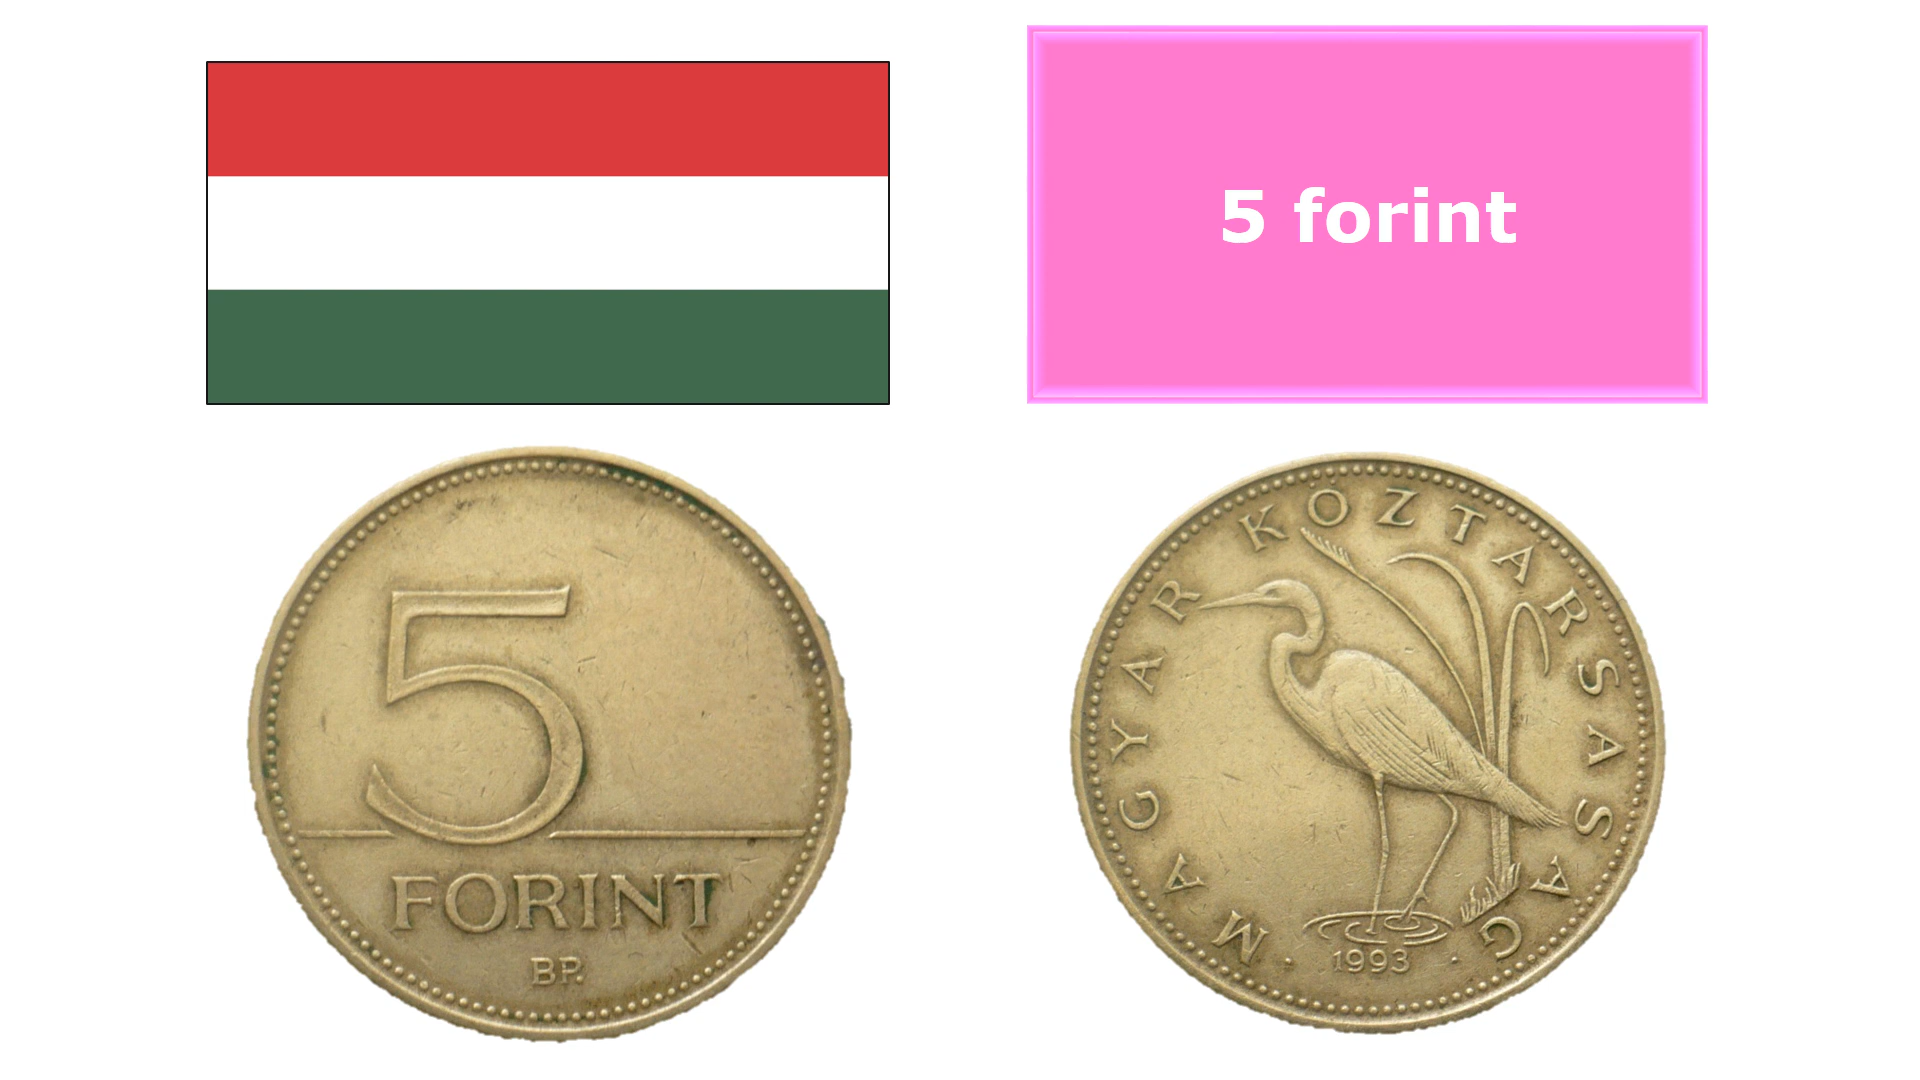 5 forint
5
FORINT
BP.
MAGYAR KÖZTÁRSASÁG
· 1993 ·